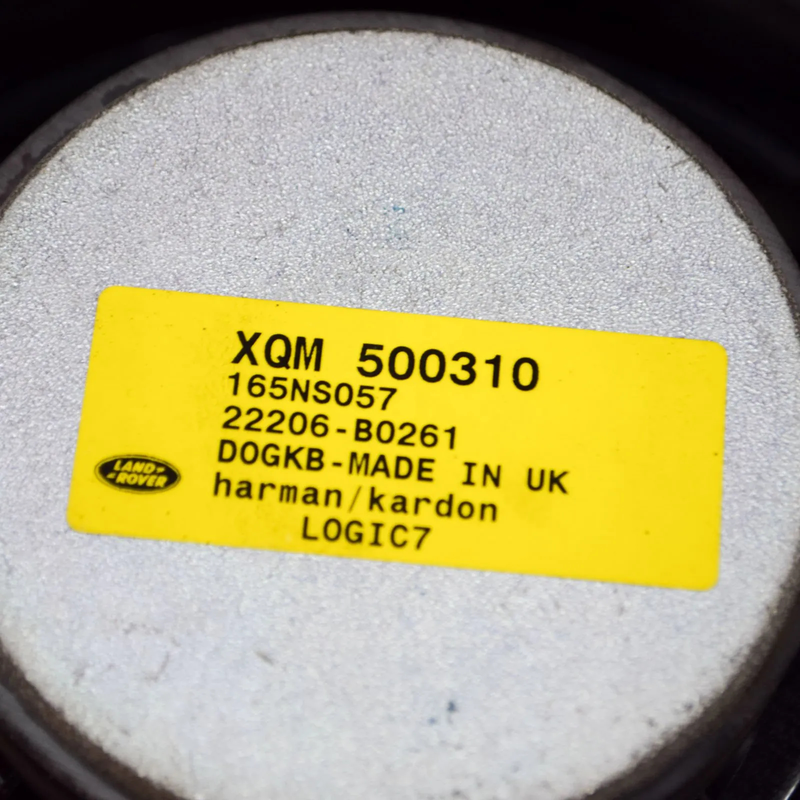 XQM 500310
165NS057
22206-B0261
DOGKB-MADE IN UK
harman/kardon
LOGIC7
LAND-
-ROVER